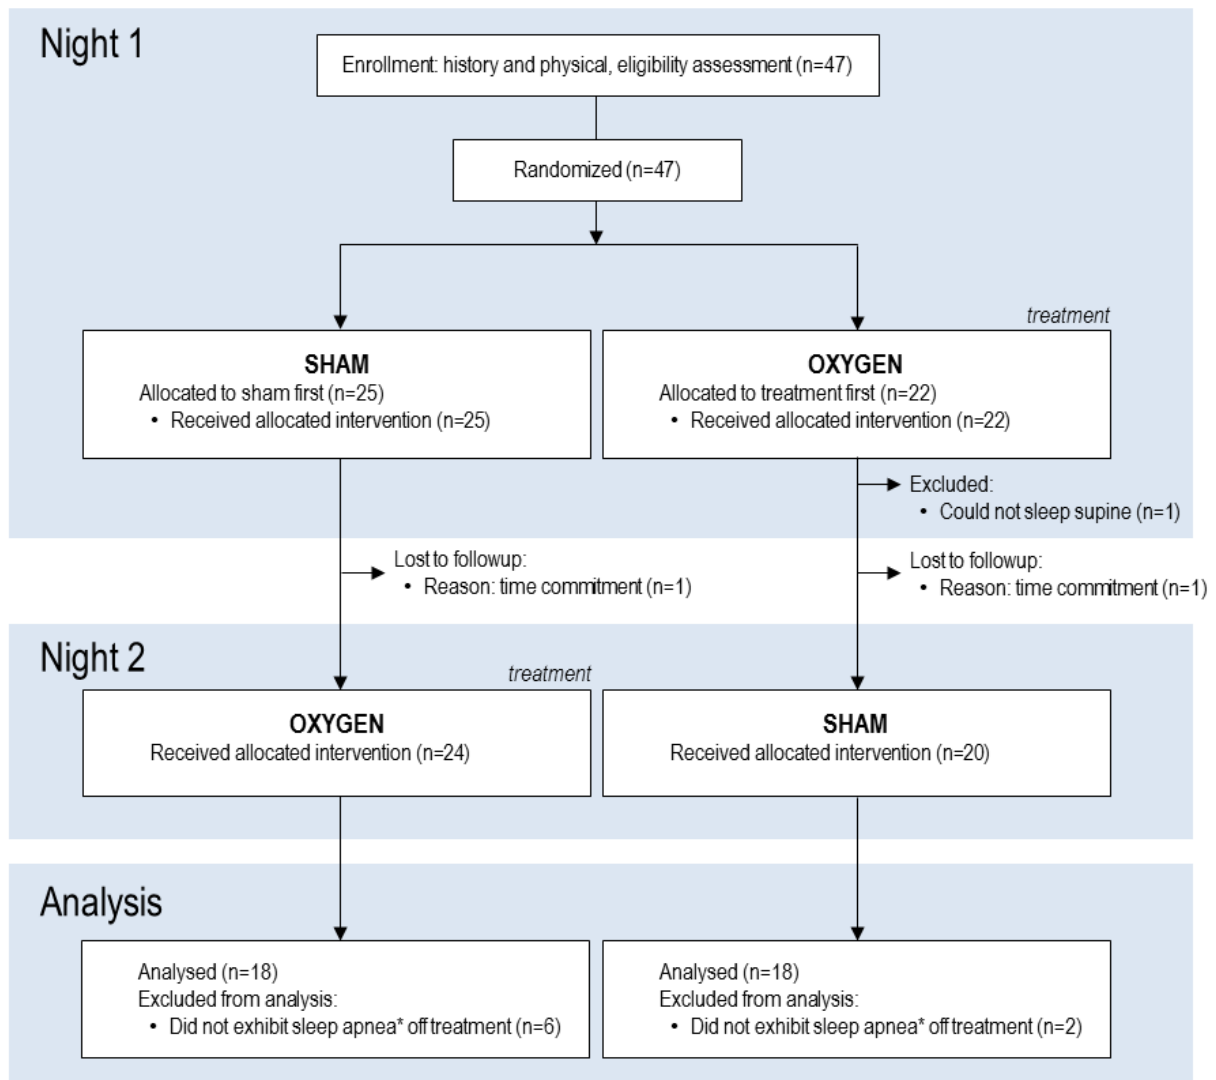 Night 1
Enrollment: history and physical, eligibility assessment (n=47)
Randomized (n=47)
treatment
SHAM
Allocated to sham first (n=25)
• Received allocated intervention (n=25)
OXYGEN
Allocated to treatment first (n=22)
• Received allocated intervention (n=22)
Excluded:
• Could not sleep supine (n=1)
Lost to followup:
• Reason: time commitment (n=1)
Lost to followup:
• Reason: time commitment (n=1)
Night 2
treatment
OXYGEN
Received allocated intervention (n=24)
SHAM
Received allocated intervention (n=20)
Analysis
Analysed (n=18)
Excluded from analysis:
• Did not exhibit sleep apnea* off treatment (n=6)
Analysed (n=18)
Excluded from analysis:
• Did not exhibit sleep apnea* off treatment (n=2)